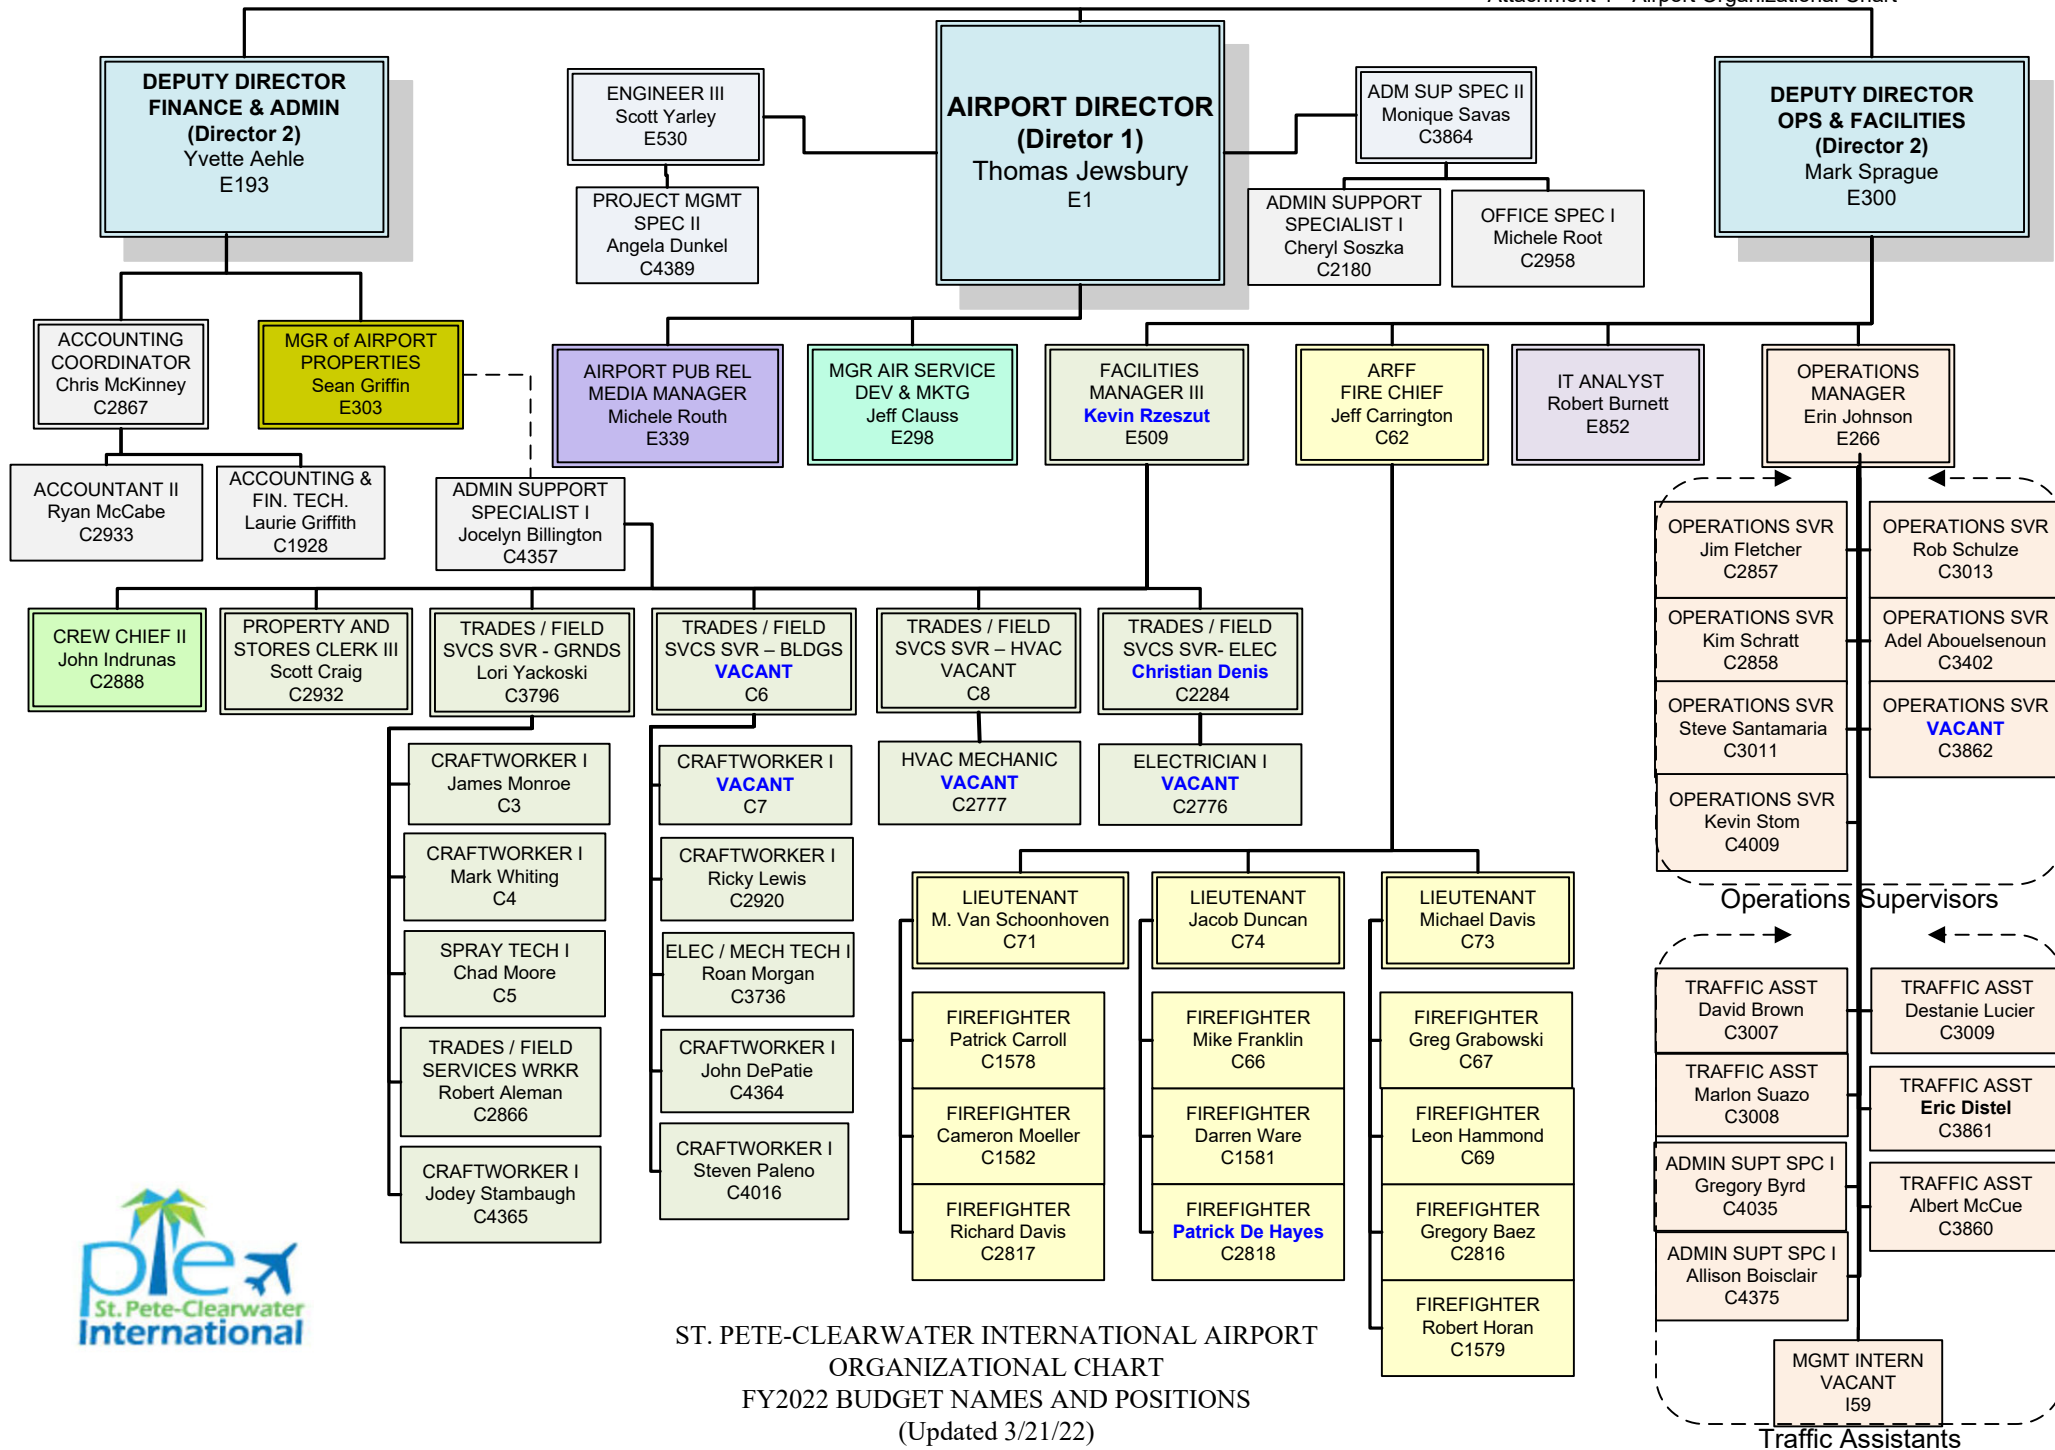 Attachment 1 - Airport Organizational Chart
DEPUTY DIRECTOR
FINANCE & ADMIN
(Director 2)
Yvette Aehle
E193
ENGINEER III
Scott Yarley
E530
PROJECT MGMT
SPEC II
Angela Dunkel
C4389
AIRPORT DIRECTOR
(Diretor 1)
Thomas Jewsbury
E1
ADM SUP SPEC II
Monique Savas
C3864
ADMIN SUPPORT
SPECIALIST I
Cheryl Soszka
C2180
OFFICE SPEC I
Michele Root
C2958
DEPUTY DIRECTOR
OPS & FACILITIES
(Director 2)
Mark Sprague
E300
ACCOUNTING
COORDINATOR
Chris McKinney
C2867
MGR of AIRPORT
PROPERTIES
Sean Griffin
E303
AIRPORT PUB REL
MEDIA MANAGER
Michele Routh
E339
MGR AIR SERVICE
DEV & MKTG
Jeff Clauss
E298
FACILITIES
MANAGER III
Kevin Rzeszut
E509
ARFF
FIRE CHIEF
Jeff Carrington
C62
IT ANALYST
Robert Burnett
E852
OPERATIONS
MANAGER
Erin Johnson
E266
ACCOUNTANT II
Ryan McCabe
C2933
ACCOUNTING &
FIN. TECH.
Laurie Griffith
C1928
ADMIN SUPPORT
SPECIALIST I
Jocelyn Billington
C4357
CREW CHIEF II
John Indrunas
C2888
PROPERTY AND
STORES CLERK III
Scott Craig
C2932
TRADES / FIELD
SVCS SVR - GRNDS
Lori Yackoski
C3796
TRADES / FIELD
SVCS SVR – BLDGS
VACANT
C6
TRADES / FIELD
SVCS SVR – HVAC
VACANT
C8
TRADES / FIELD
SVCS SVR- ELEC
Christian Denis
C2284
CRAFTWORKER I
James Monroe
C3
CRAFTWORKER I
Mark Whiting
C4
SPRAY TECH I
Chad Moore
C5
TRADES / FIELD
SERVICES WRKR
Robert Aleman
C2866
CRAFTWORKER I
Jodey Stambaugh
C4365
CRAFTWORKER I
VACANT
C7
CRAFTWORKER I
Ricky Lewis
C2920
ELEC / MECH TECH I
Roan Morgan
C3736
CRAFTWORKER I
John DePatie
C4364
CRAFTWORKER I
Steven Paleno
C4016
HVAC MECHANIC
VACANT
C2777
ELECTRICIAN I
VACANT
C2776
LIEUTENANT
M. Van Schoonhoven
C71
FIREFIGHTER
Patrick Carroll
C1578
FIREFIGHTER
Cameron Moeller
C1582
FIREFIGHTER
Richard Davis
C2817
LIEUTENANT
Jacob Duncan
C74
FIREFIGHTER
Mike Franklin
C66
FIREFIGHTER
Darren Ware
C1581
FIREFIGHTER
Patrick De Hayes
C2818
LIEUTENANT
Michael Davis
C73
FIREFIGHTER
Greg Grabowski
C67
FIREFIGHTER
Leon Hammond
C69
FIREFIGHTER
Gregory Baez
C2816
FIREFIGHTER
Robert Horan
C1579
OPERATIONS SVR
Jim Fletcher
C2857
OPERATIONS SVR
Rob Schulze
C3013
OPERATIONS SVR
Kim Schratt
C2858
OPERATIONS SVR
Adel Abouelsenoun
C3402
OPERATIONS SVR
Steve Santamaria
C3011
OPERATIONS SVR
VACANT
C3862
OPERATIONS SVR
Kevin Stom
C4009
Operations Supervisors
TRAFFIC ASST
David Brown
C3007
TRAFFIC ASST
Destanie Lucier
C3009
TRAFFIC ASST
Marlon Suazo
C3008
TRAFFIC ASST
Eric Distel
C3861
ADMIN SUPT SPC I
Gregory Byrd
C4035
TRAFFIC ASST
Albert McCue
C3860
ADMIN SUPT SPC I
Allison Boisclair
C4375
MGMT INTERN
VACANT
I59
Traffic Assistants
pie
St. Pete-Clearwater
International
ST. PETE-CLEARWATER INTERNATIONAL AIRPORT
ORGANIZATIONAL CHART
FY2022 BUDGET NAMES AND POSITIONS
(Updated 3/21/22)